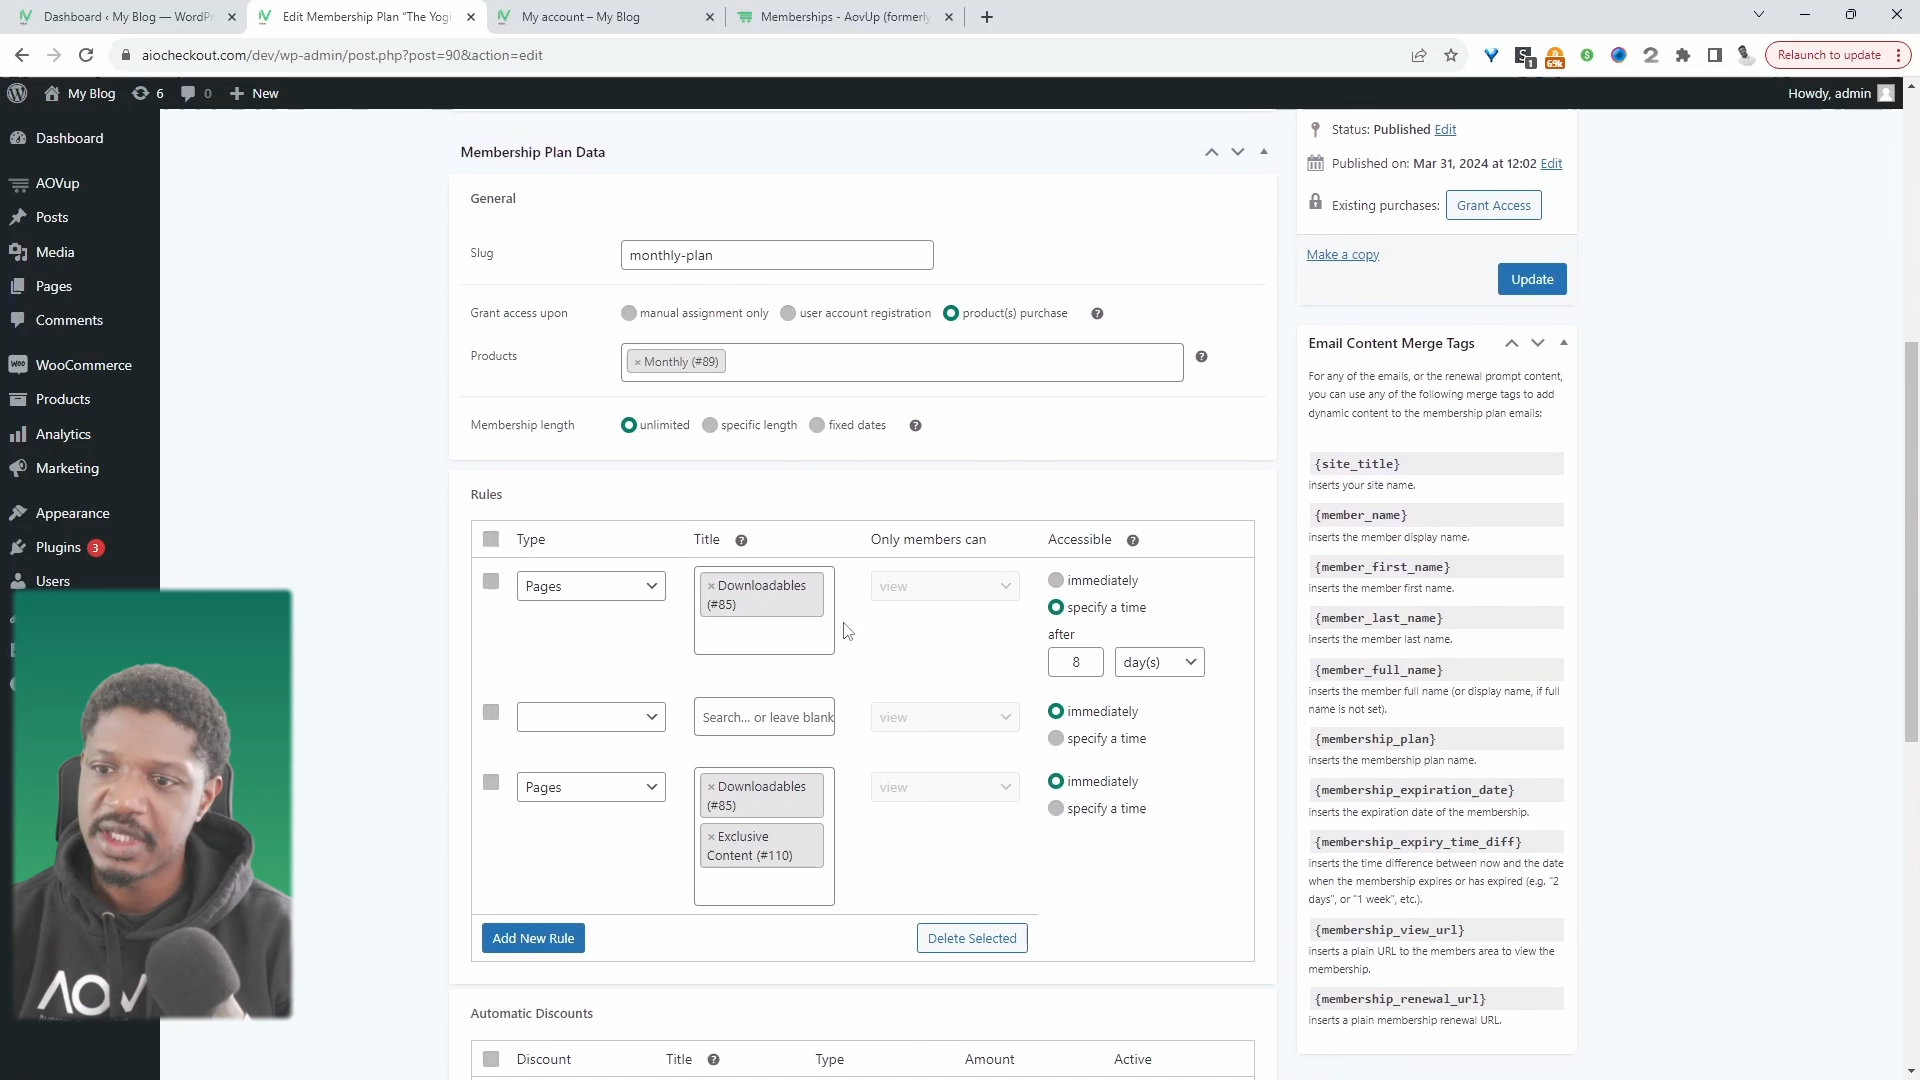 Dashboard ‹ My Blog — WordPr
Edit Membership Plan “The Yogi
My account – My Blog
Memberships - AovUp (formerly
aiocheckout.com/dev/wp-admin/post.php?post=90&action=edit
1
69k
Relaunch to update
My Blog
6
0
New
Howdy, admin
Dashboard
AOVup
Posts
Media
Pages
Comments
WooCommerce
Products
Analytics
Marketing
Appearance
Plugins 3
Users
Membership Plan Data
General
Slug
monthly-plan
Grant access upon
manual assignment only
user account registration
product(s) purchase
Products
× Monthly (#89)
Membership length
unlimited
specific length
fixed dates
Rules
Type
Title
Only members can
Accessible
Pages
× Downloadables
(#85)
view
immediately
specify a time
after
8
day(s)
Search... or leave blank
view
immediately
specify a time
Pages
× Downloadables
(#85)
× Exclusive
Content (#110)
view
immediately
specify a time
Add New Rule
Delete Selected
Automatic Discounts
Discount
Title
Type
Amount
Active
Status: Published Edit
Published on: Mar 31, 2024 at 12:02 Edit
Existing purchases:
Grant Access
Make a copy
Update
Email Content Merge Tags
For any of the emails, or the renewal prompt content,
you can use any of the following merge tags to add
dynamic content to the membership plan emails:
{site_title}
inserts your site name.
{member_name}
inserts the member display name.
{member_first_name}
inserts the member first name.
{member_last_name}
inserts the member last name.
{member_full_name}
inserts the member full name (or display name, if full
name is not set).
{membership_plan}
inserts the membership plan name.
{membership_expiration_date}
inserts the expiration date of the membership.
{membership_expiry_time_diff}
inserts the time difference between now and the date
when the membership expires or has expired (e.g. "2
days", or "1 week", etc.).
{membership_view_url}
inserts a plain URL to the members area to view the
membership.
{membership_renewal_url}
inserts a plain membership renewal URL.